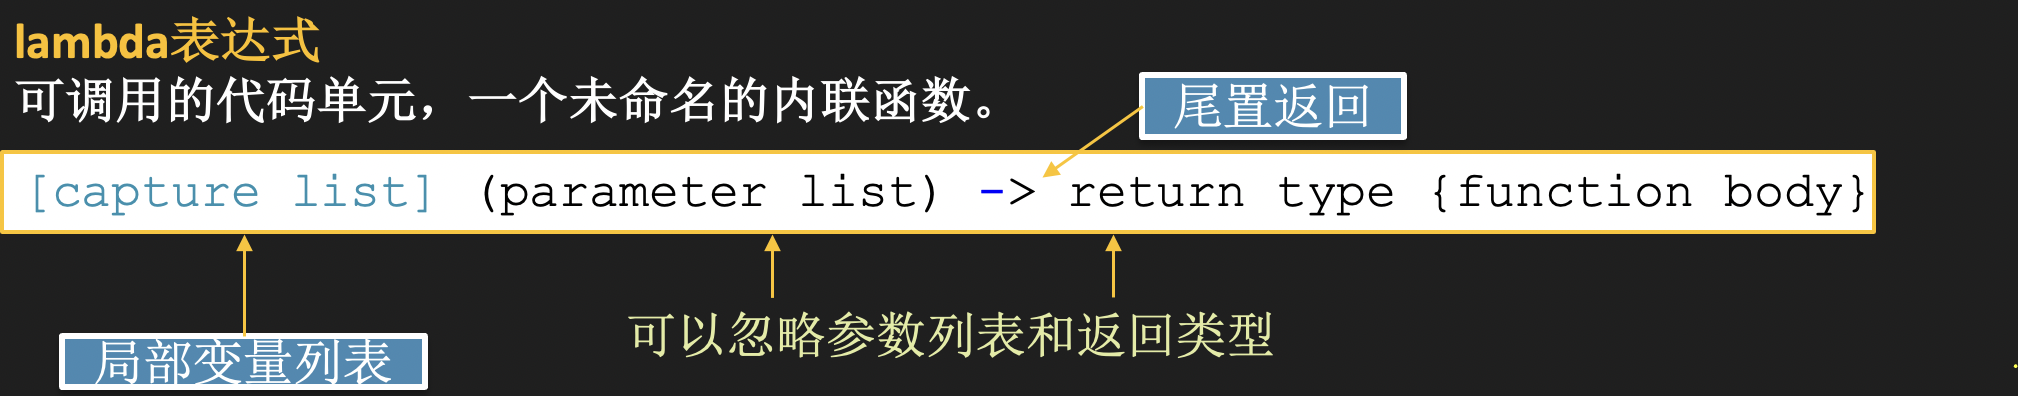 lambda表达式
可调用的代码单元，一个未命名的内联函数。
尾置返回
[capture list] (parameter list) -> return type {function body}
可以忽略参数列表和返回类型
局部变量列表